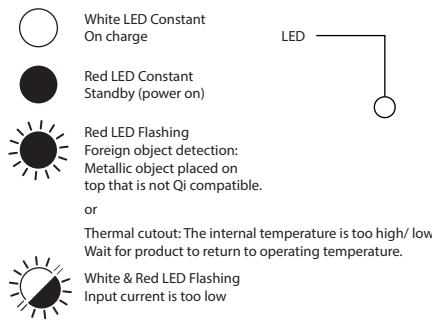 White LED Constant
On charge
LED
Red LED Constant
Standby (power on)
Red LED Flashing
Foreign object detection:
Metallic object placed on
top that is not Qi compatible.
or
Thermal cutout: The internal temperature is too high/ low
Wait for product to return to operating temperature.
White & Red LED Flashing
Input current is too low